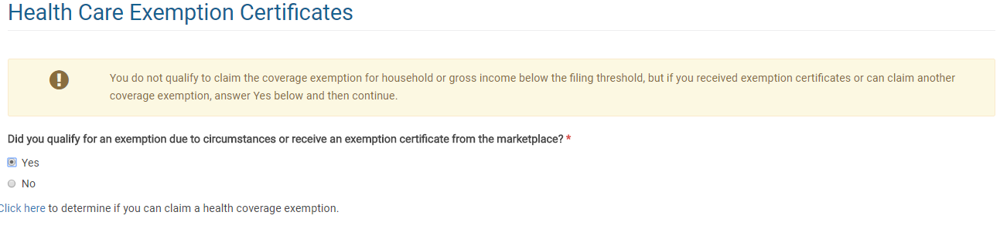 Health Care Exemption Certificates
You do not qualify to claim the coverage exemption for household or gross income below the filing threshold, but if you received exemption certificates or can claim another
coverage exemption, answer Yes below and then continue.
Did you qualify for an exemption due to circumstances or receive an exemption certificate from the marketplace? *
Yes
No
Click here to determine if you can claim a health coverage exemption.